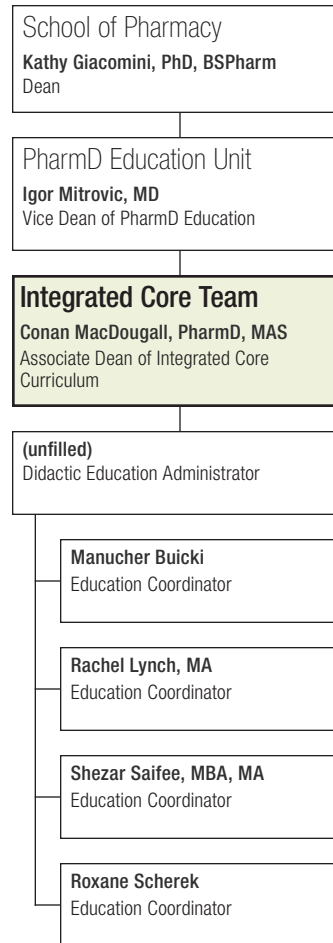 School of Pharmacy
Kathy Giacomini, PhD, BSPharm
Dean
PharmD Education Unit
Igor Mitrovic, MD
Vice Dean of PharmD Education
Integrated Core Team
Conan MacDougall, PharmD, MAS
Associate Dean of Integrated Core
Curriculum
(unfilled)
Didactic Education Administrator
Manucher Buicki
Education Coordinator
Rachel Lynch, MA
Education Coordinator
Shezar Saifee, MBA, MA
Education Coordinator
Roxane Scherek
Education Coordinator